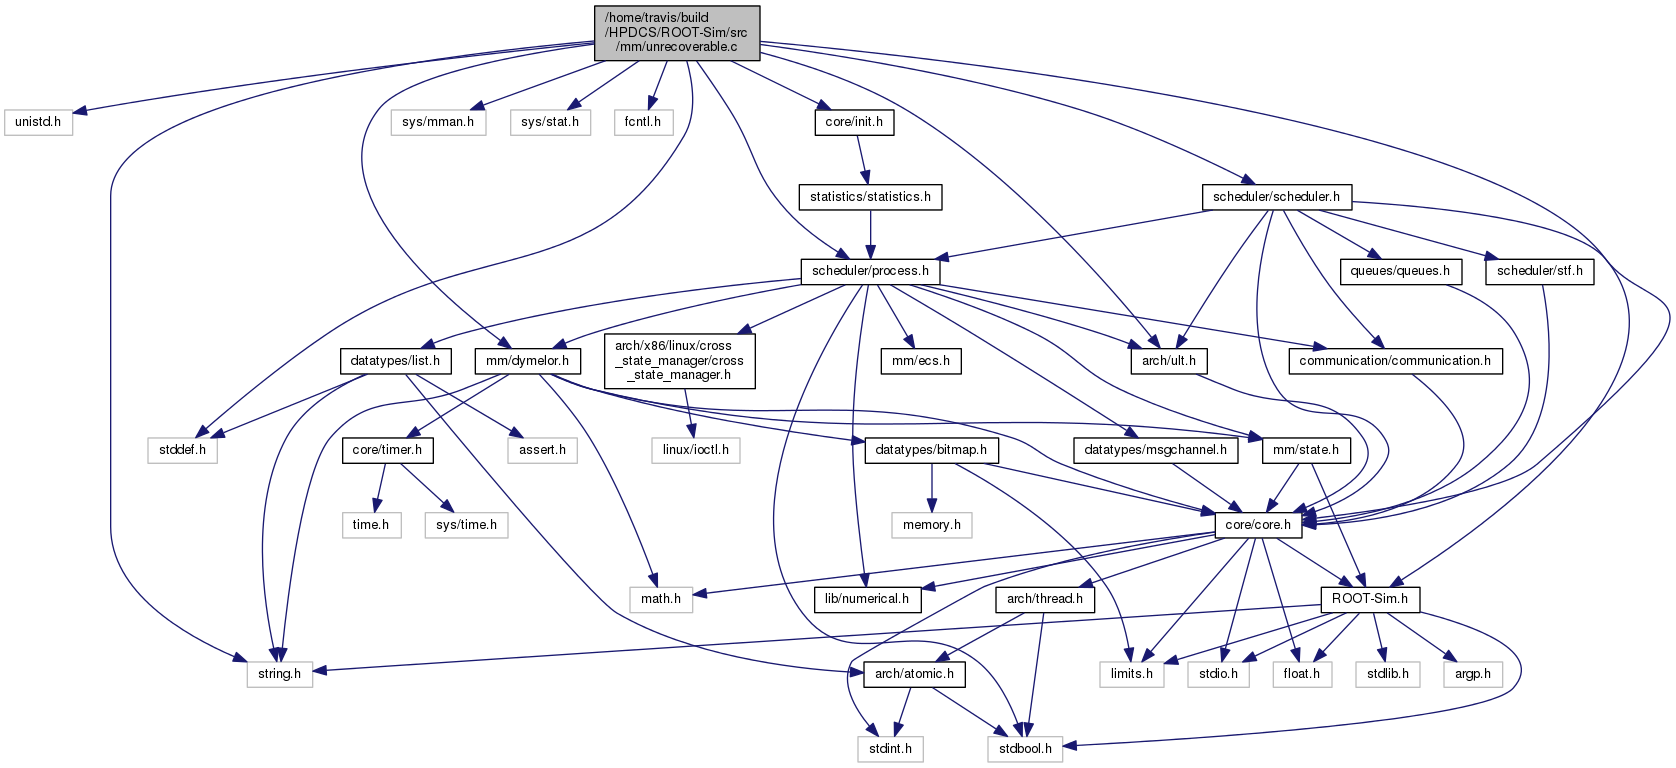 /home/travis/build
/HPDCS/ROOT-Sim/src
/mm/unrecoverable.c
unistd.h
sys/mman.h
sys/stat.h
fcntl.h
core/init.h
statistics/statistics.h
scheduler/scheduler.h
scheduler/process.h
queues/queues.h
scheduler/stf.h
datatypes/list.h
mm/dymelor.h
arch/x86/linux/cross
_state_manager/cross
_state_manager.h
mm/ecs.h
arch/ult.h
communication/communication.h
stddef.h
core/timer.h
assert.h
linux/ioctl.h
datatypes/bitmap.h
datatypes/msgchannel.h
mm/state.h
time.h
sys/time.h
memory.h
core/core.h
math.h
lib/numerical.h
arch/thread.h
ROOT-Sim.h
string.h
arch/atomic.h
limits.h
stdio.h
float.h
stdlib.h
argp.h
stdint.h
stdbool.h